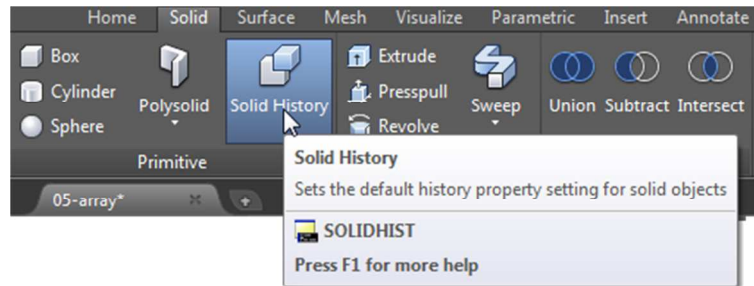 Home Solid Surface Mesh Visualize Parametric Insert Annotate
Box
Cylinder
Sphere
Polysolid
Solid History
Extrude
Presspull
Revolve
Sweep
Union Subtract Intersect
Primitive
05-array*
Solid History
Sets the default history property setting for solid objects
SOLIDHIST
Press F1 for more help